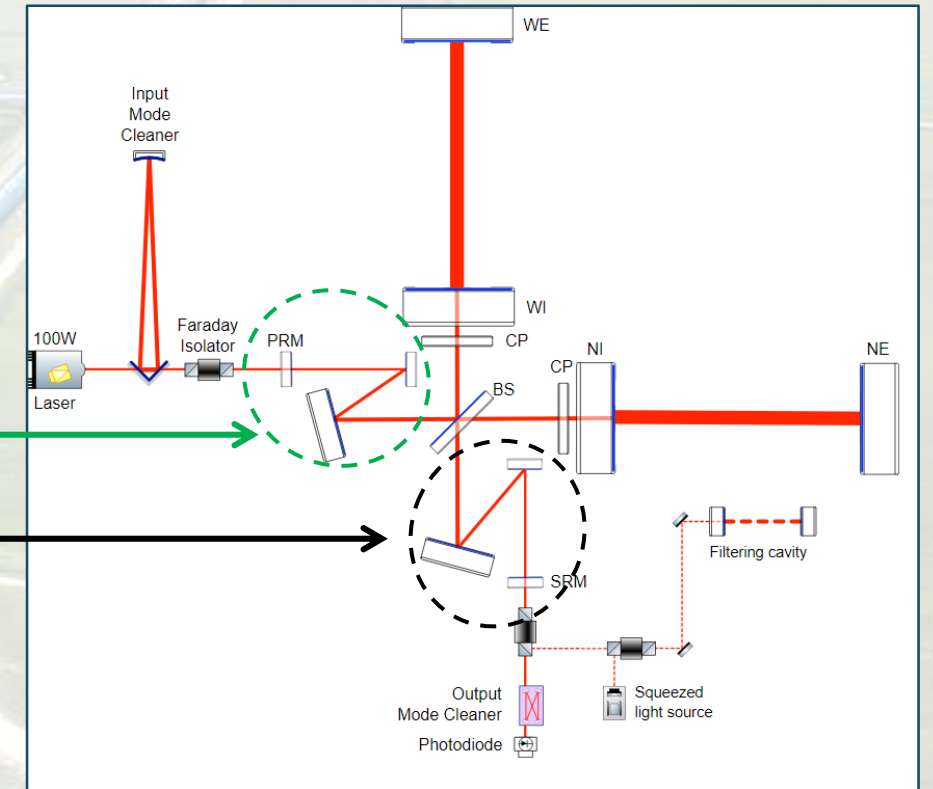 WE
Input
Mode
Cleaner
WI
CP
100W
Laser
Faraday
Isolator
PRM
NI
CP
NE
BS
Filtering cavity
SRM
Squeezed
light source
Output
Mode Cleaner
Photodiode